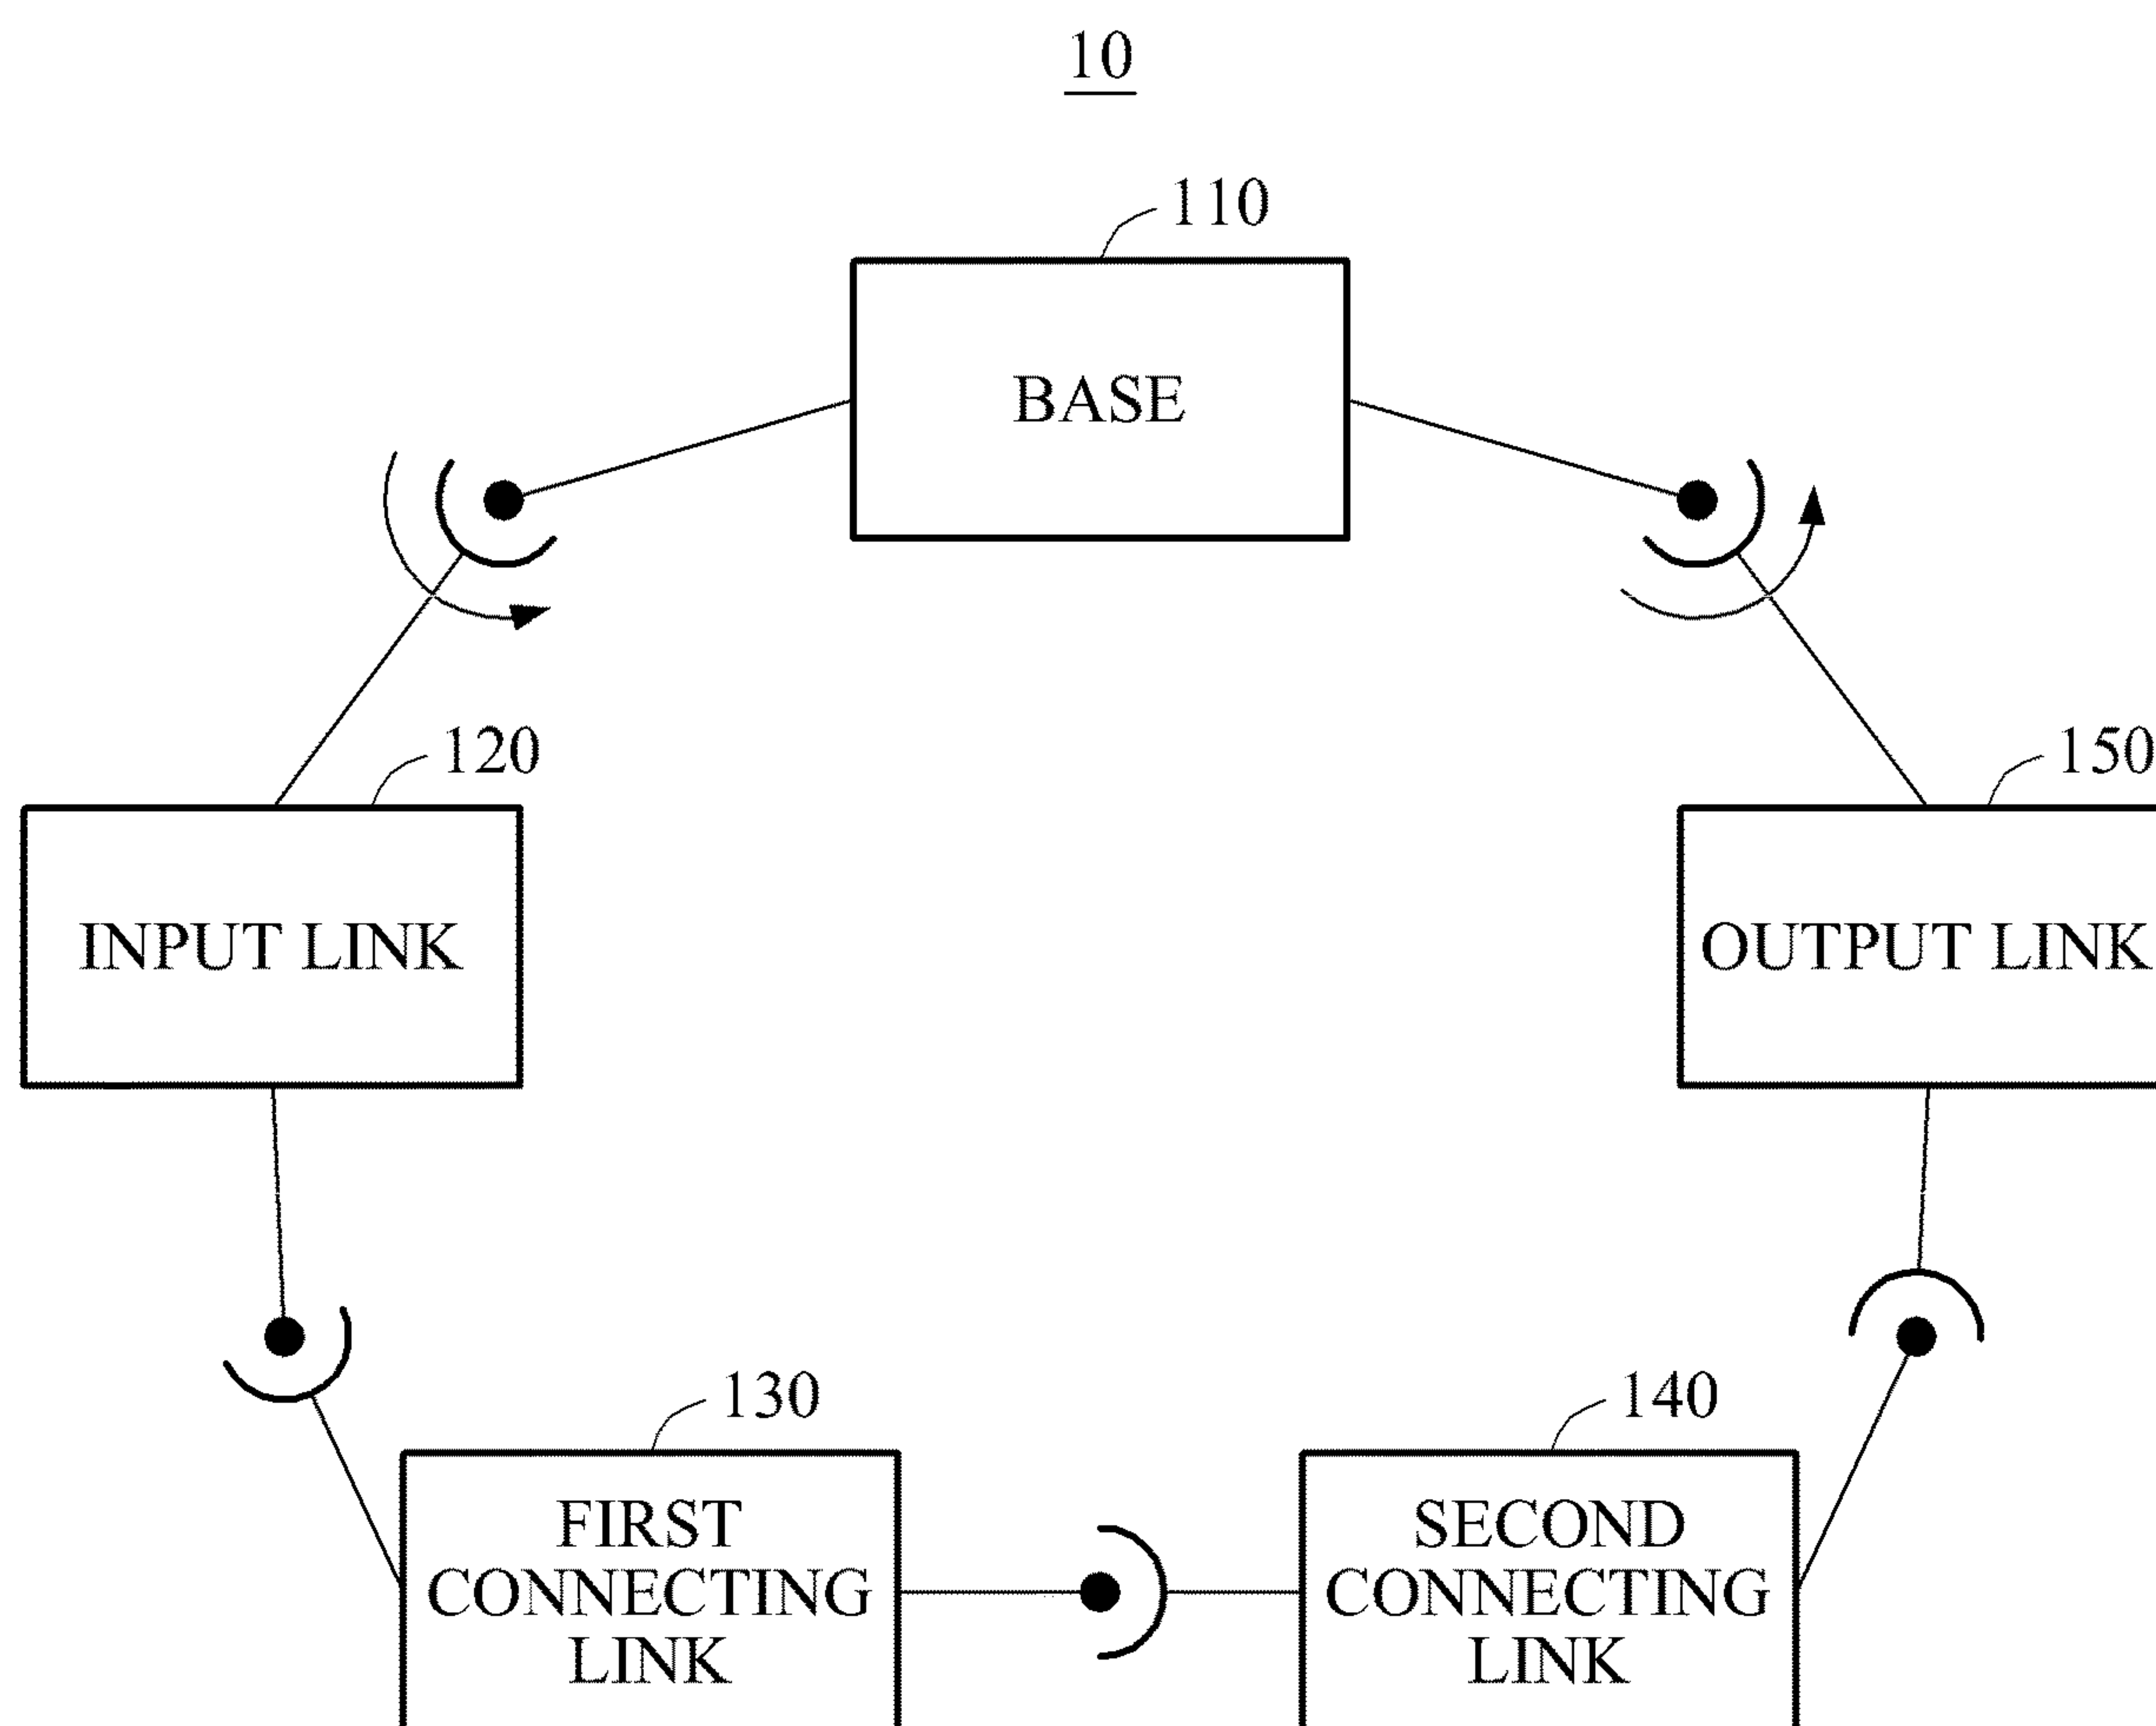 10
110
BASE
120
150
INPUT LINK
OUTPUT LINK
130
140
FIRST
CONNECTING
LINK
SECOND
CONNECTING
LINK